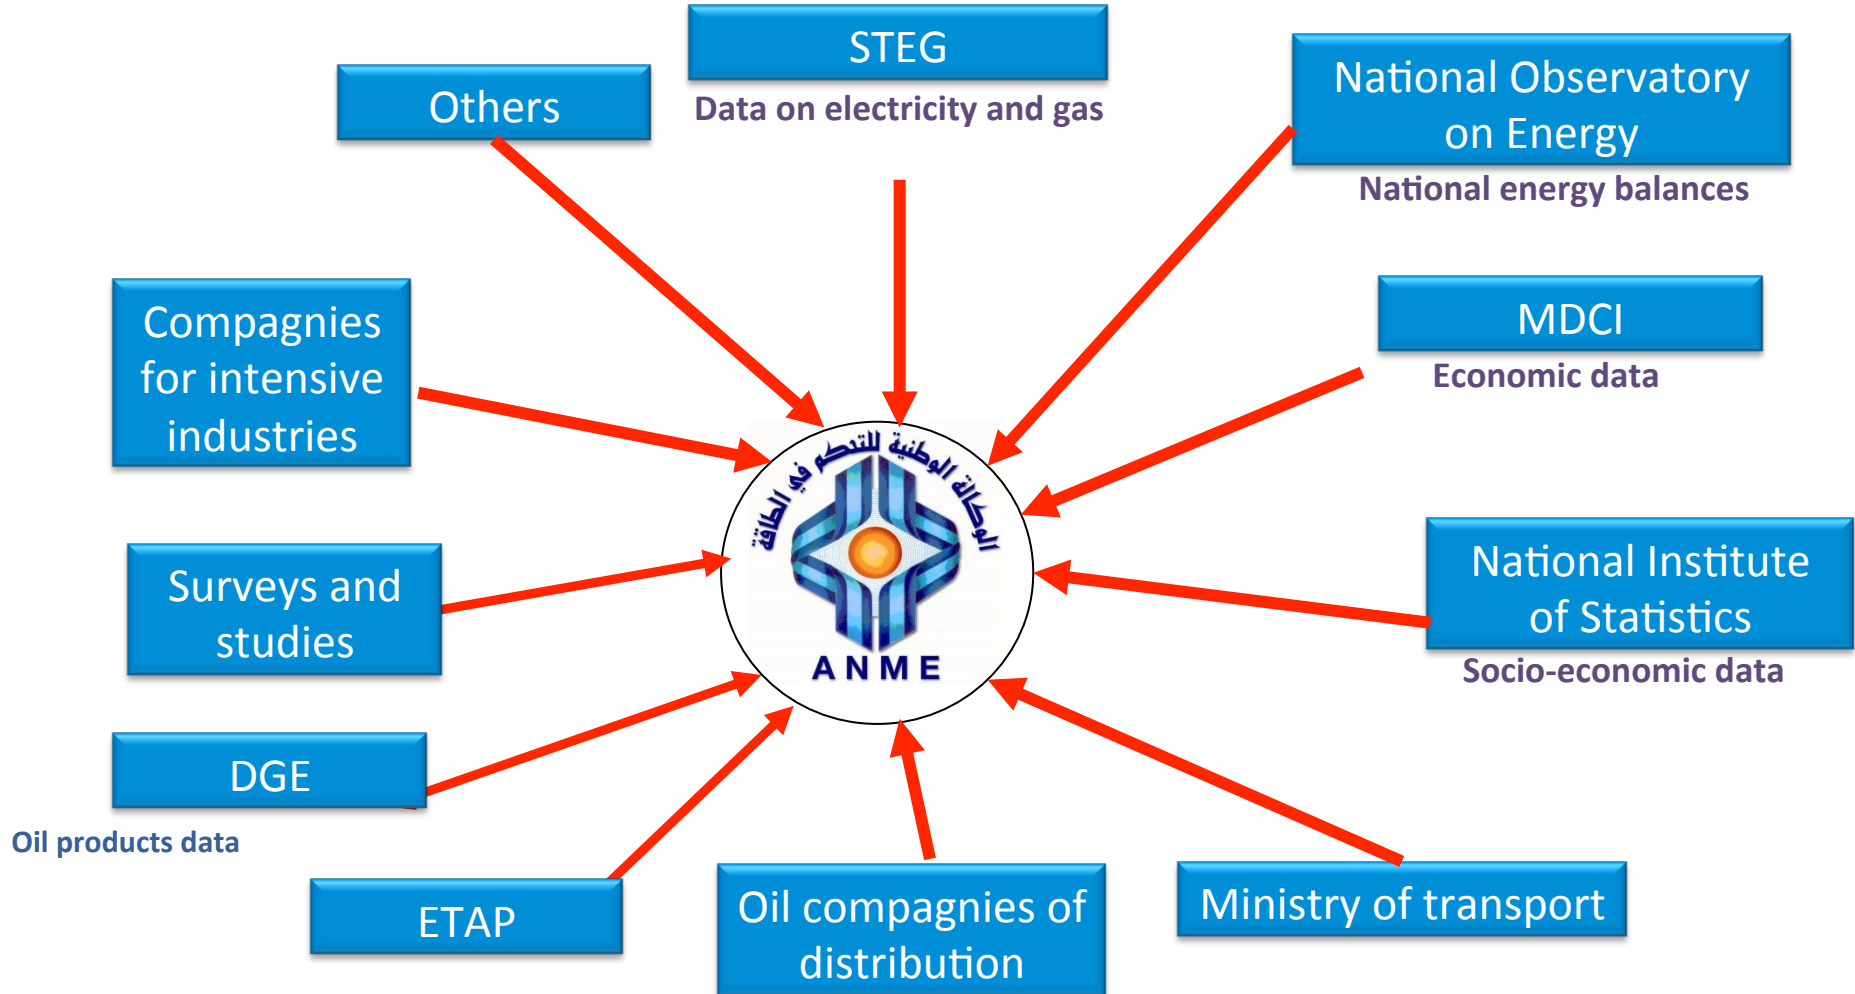 STEG
Data on electricity and gas
National Observatory
on Energy
National energy balances
Others
MDCI
Economic data
Compagnies
for intensive
industries
الوكالة الوطنية للتحكم في الطاقة
ANME
National Institute
of Statistics
Socio-economic data
Surveys and
studies
DGE
Oil products data
ETAP
Oil compagnies of
distribution
Ministry of transport